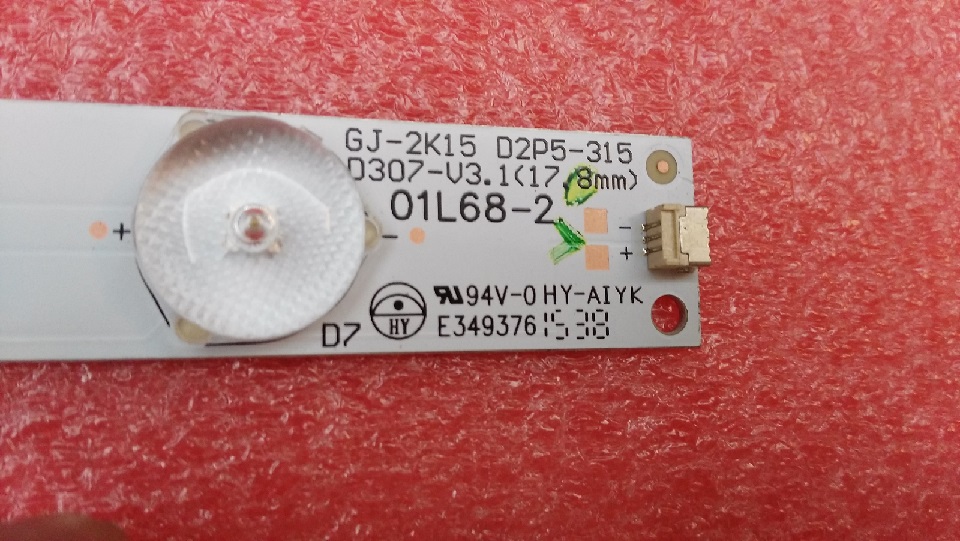 GJ-2K15 D2P5-315
D307-V3.1(17.8mm)
01L68-2
+
-
-
+
94V-0 HY-AIYK
HY
E349376 1538
D7